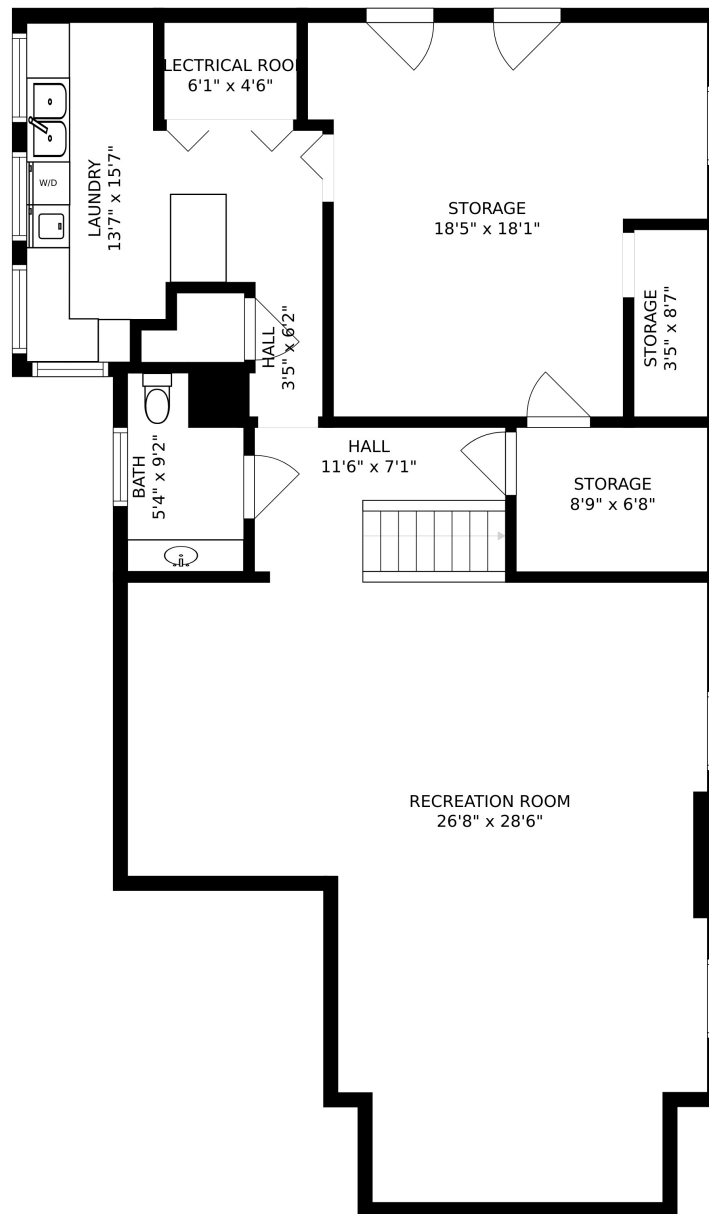 LECTRICAL ROO
6'1" x 4'6"
W/D
LAUNDRY
13'7" x 15'7"
STORAGE
18'5" x 18'1"
STORAGE
3'5" x 8'7"
HALL
3'5" x 6'2"
HALL
11'6" x 7'1"
BATH
5'4" x 9'2"
STORAGE
8'9" x 6'8"
RECREATION ROOM
26'8" x 28'6"